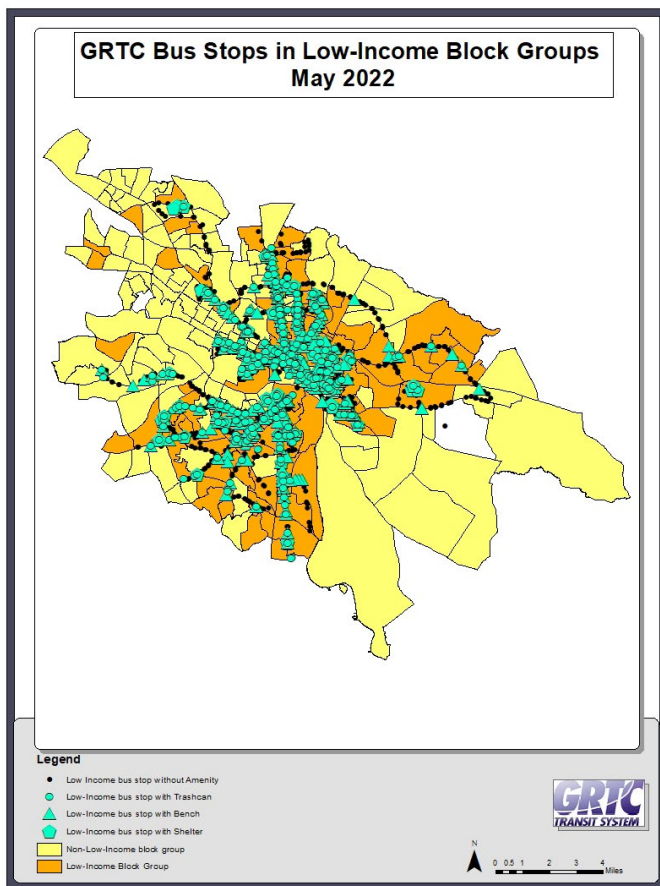 GRTC Bus Stops in Low-Income Block Groups
May 2022
Legend
Low Income bus stop without Amenity
Low-Income bus stop with Trashcan
Low-Income bus stop with Bench
Low-Income bus stop with Shelter
Non-Low-Income block group
Low-Income Block Group
GRTC
TRANSIT SYSTEM
N
0 0.5 1 2 3 4
Miles